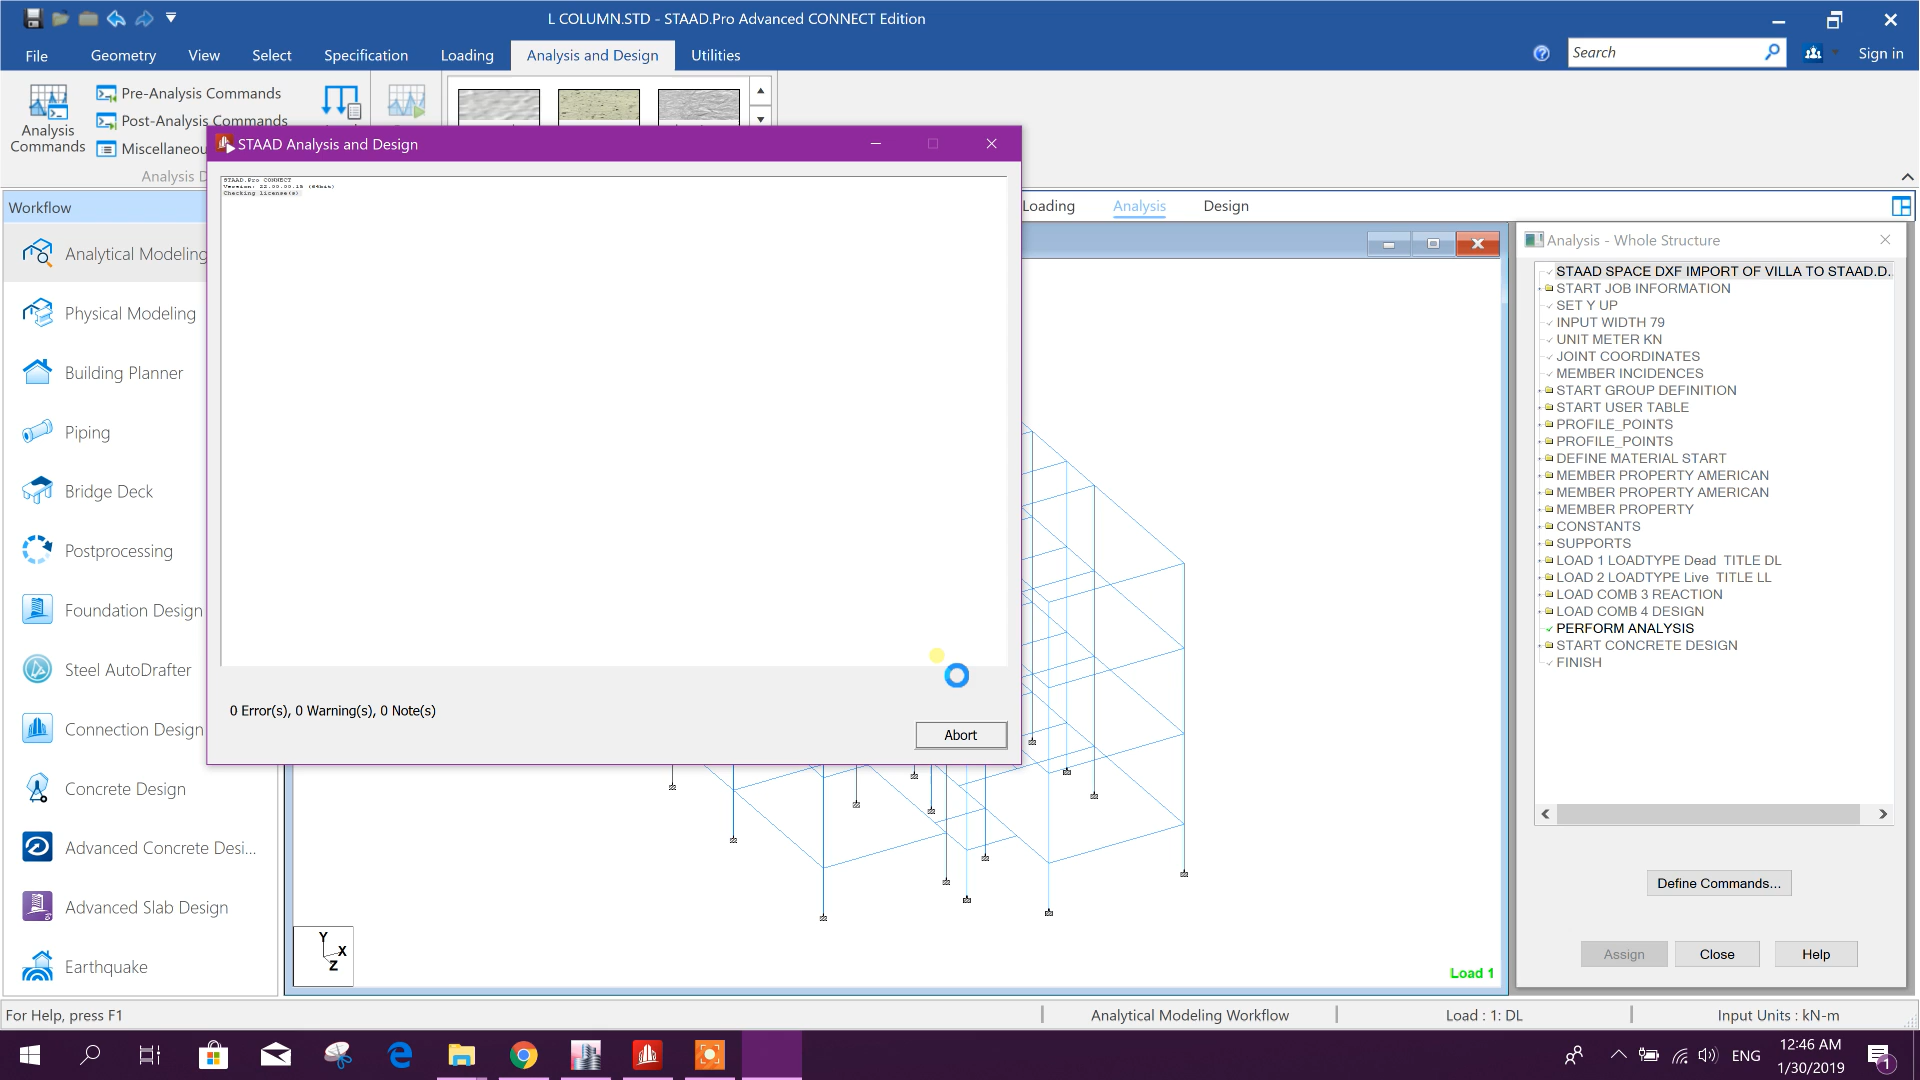 L COLUMN.STD - STAAD.Pro Advanced CONNECT Edition
File
Geometry
View
Select
Specification
Loading
Analysis and Design
Utilities
Search
Sign in
Analysis
Commands
Pre-Analysis Commands
Post-Analysis Commands
Miscellaneou
Analysis D
STAAD Analysis and Design
STAAD.Pro CONNECT
Version: 22.00.00.15 (64bit)
Checking license(s)
0 Error(s), 0 Warning(s), 0 Note(s)
Abort
Workflow
Analytical Modeling
Physical Modeling
Building Planner
Piping
Bridge Deck
Postprocessing
Foundation Design
Steel AutoDrafter
Connection Design
Concrete Design
Advanced Concrete Desi...
Advanced Slab Design
Earthquake
Loading
Analysis
Design
Y
X
Z
Load 1
Analysis - Whole Structure
STAAD SPACE DXF IMPORT OF VILLA TO STAAD.D.
START JOB INFORMATION
SET Y UP
INPUT WIDTH 79
UNIT METER KN
JOINT COORDINATES
MEMBER INCIDENCES
START GROUP DEFINITION
START USER TABLE
PROFILE_POINTS
PROFILE_POINTS
DEFINE MATERIAL START
MEMBER PROPERTY AMERICAN
MEMBER PROPERTY AMERICAN
MEMBER PROPERTY
CONSTANTS
SUPPORTS
LOAD 1 LOADTYPE Dead TITLE DL
LOAD 2 LOADTYPE Live TITLE LL
LOAD COMB 3 REACTION
LOAD COMB 4 DESIGN
PERFORM ANALYSIS
START CONCRETE DESIGN
FINISH
Define Commands...
Assign
Close
Help
For Help, press F1
Analytical Modeling Workflow
Load : 1: DL
Input Units : kN-m
ENG
12:46 AM
1/30/2019
1